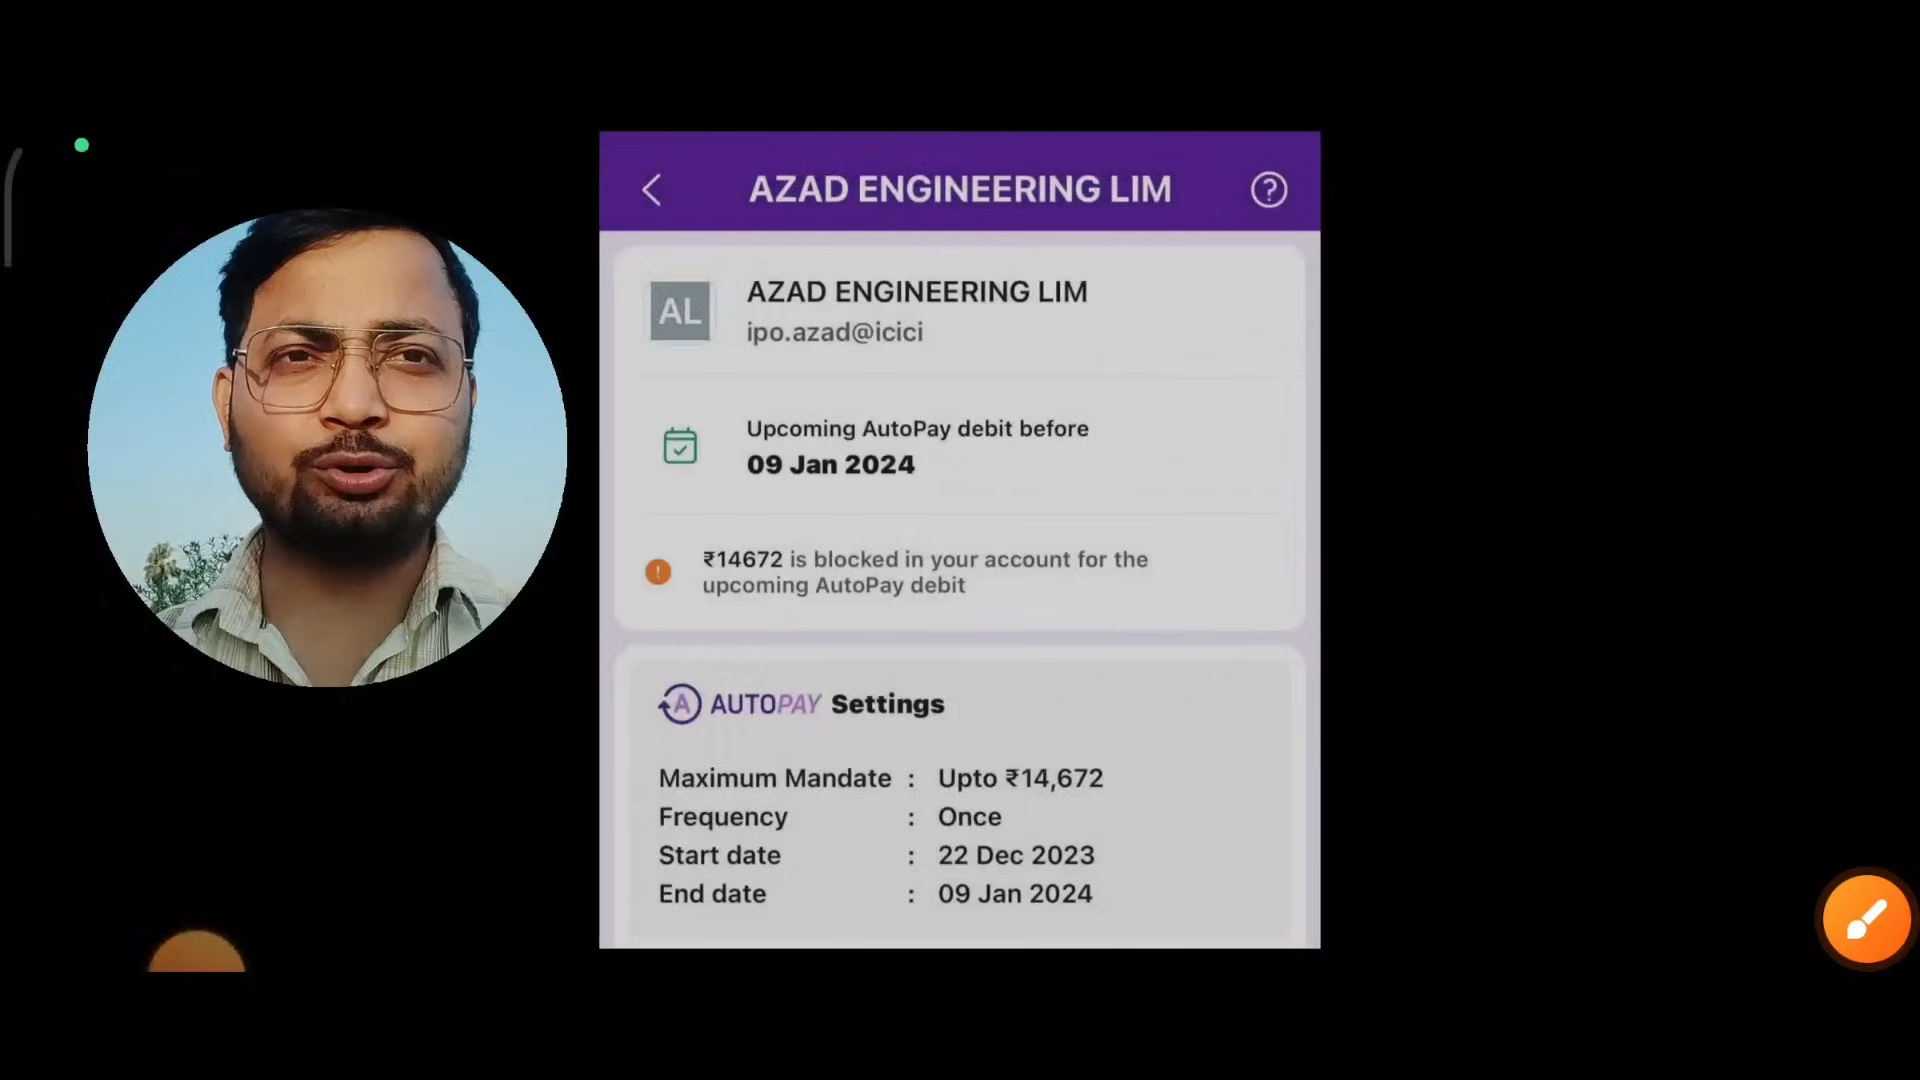 AZAD ENGINEERING LIM
AL
AZAD ENGINEERING LIM
ipo.azad@icici
Upcoming AutoPay debit before
09 Jan 2024
₹14672 is blocked in your account for the
upcoming AutoPay debit
A AUTOPAY Settings
Maximum Mandate : Upto ₹14,672
Frequency : Once
Start date : 22 Dec 2023
End date : 09 Jan 2024